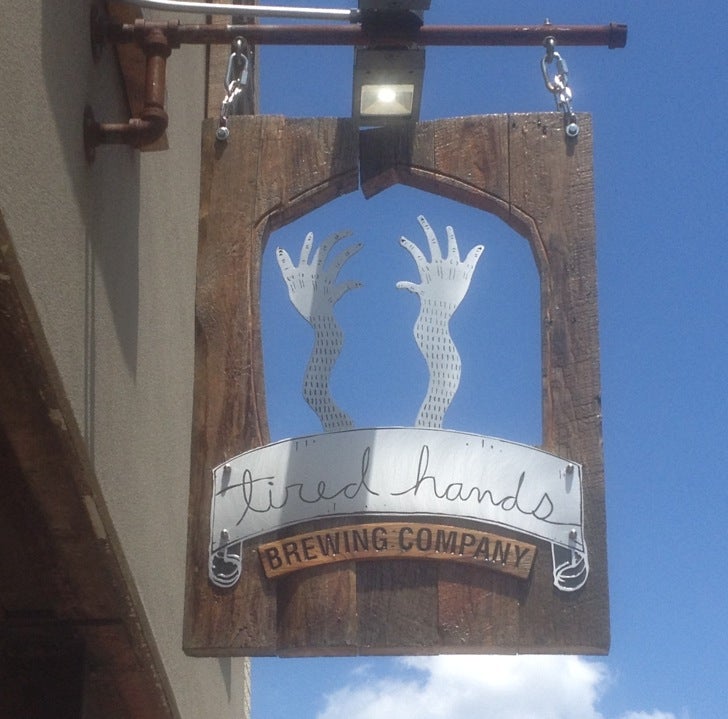 tired hands
BREWING COMPANY